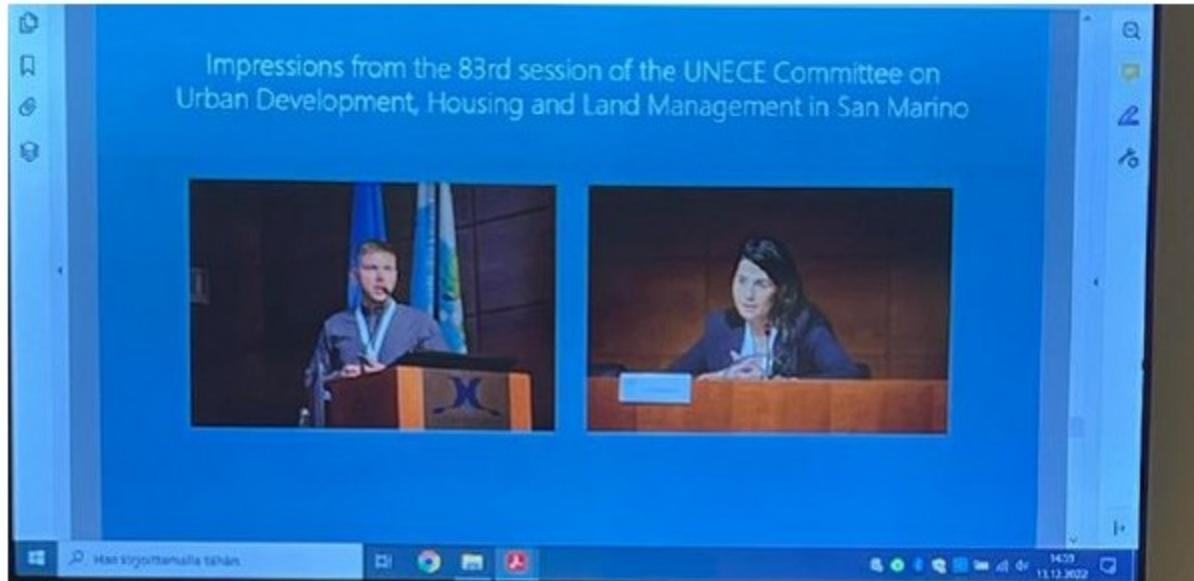 Impressions from the 83rd session of the UNECE Committee on
Urban Development, Housing and Land Management in San Marino
Hae kirjoittamalla tähän
14:59
13.12.2022